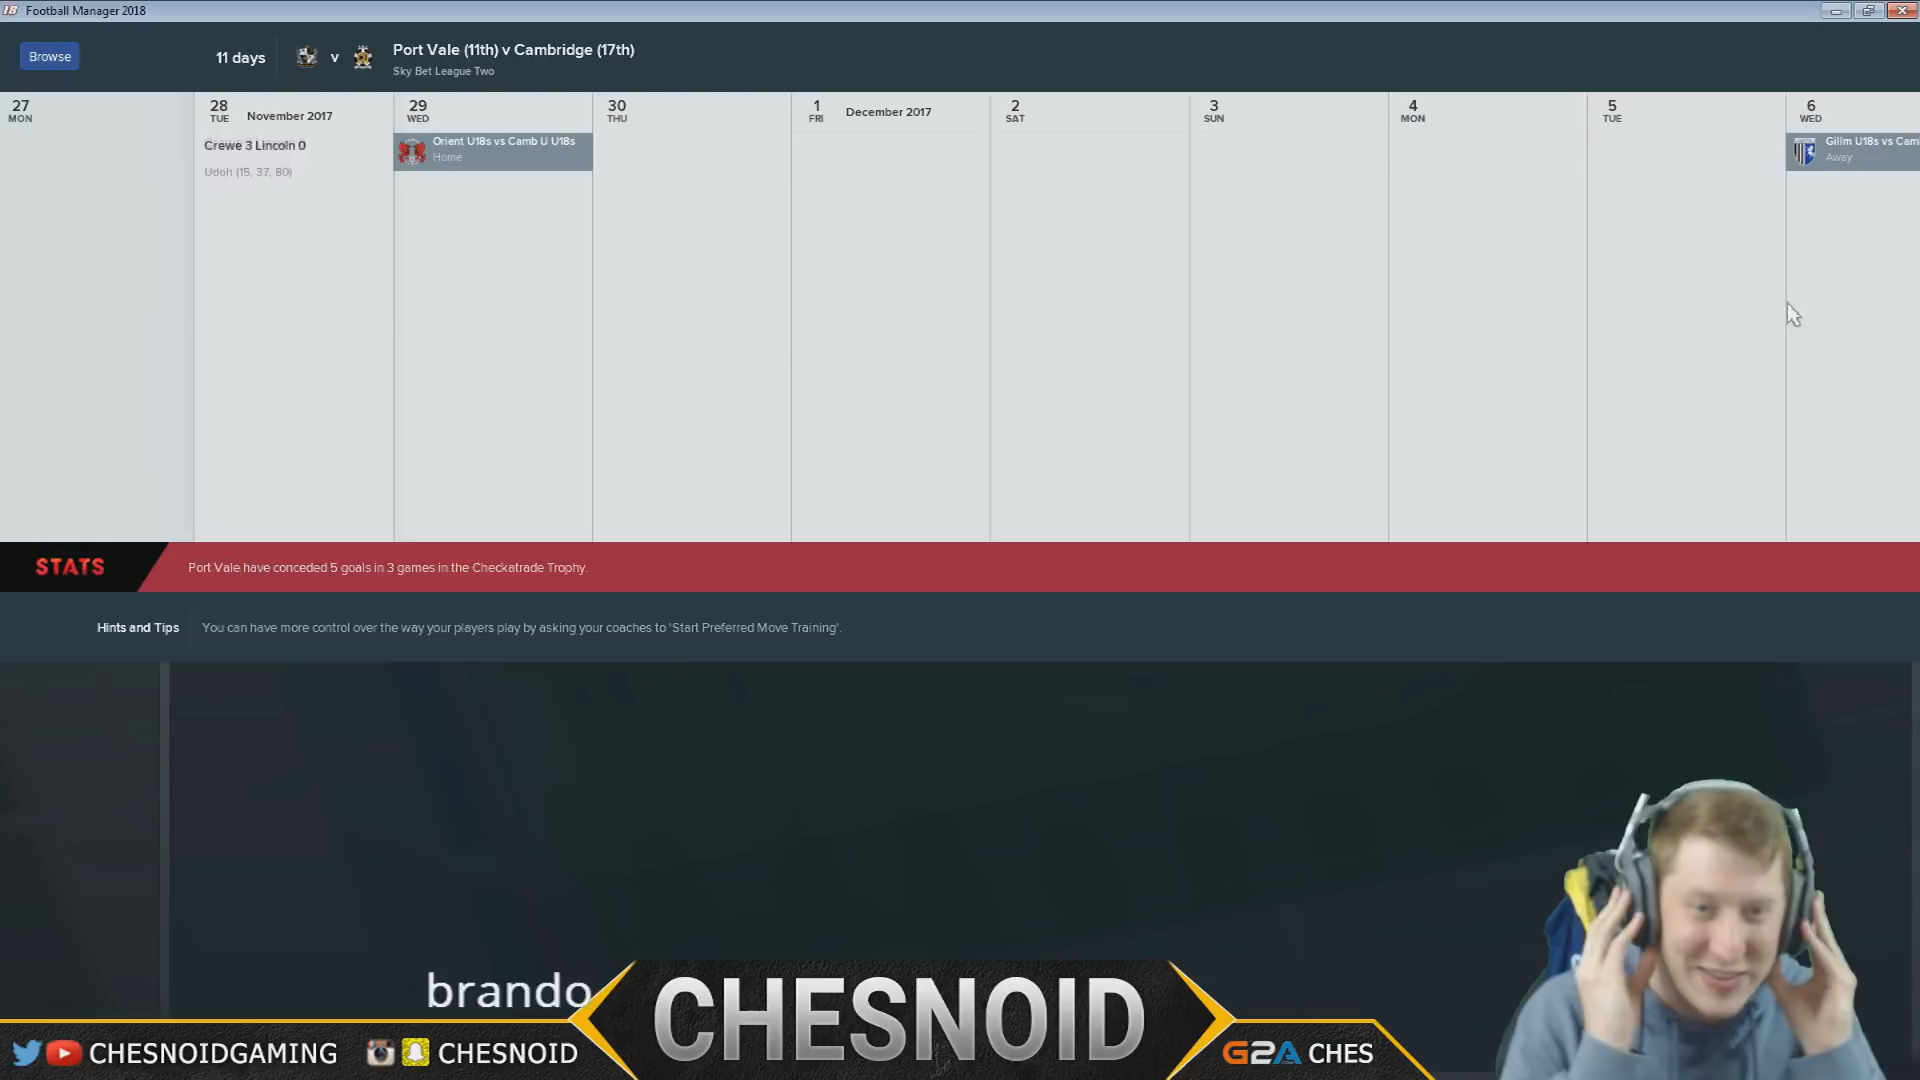 Football Manager 2018
Browse
11 days
v
Port Vale (11th) v Cambridge (17th)
Sky Bet League Two
27
MON
28
TUE
November 2017
29
WED
30
THU
1
FRI
December 2017
2
SAT
3
SUN
4
MON
5
TUE
6
WED
Crewe 3 Lincoln 0
Udoh (15, 37, 80)
Orient U18s vs Camb U U18s
Home
Gillm U18s vs Cam
Away
STATS
Port Vale have conceded 5 goals in 3 games in the Checkatrade Trophy.
Hints and Tips
You can have more control over the way your players play by asking your coaches to 'Start Preferred Move Training'.
brando
CHESNOID
CHESNOIDGAMING
CHESNOID
G2A CHES